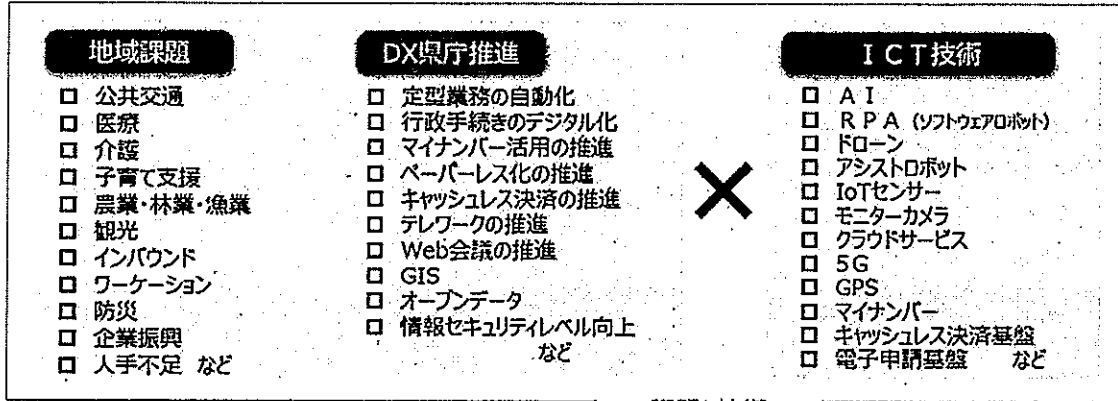 地域課題
□ 公共交通
□ 医療
□ 介護
□ 子育て支援
□ 農業・林業・漁業
□ 観光
□ インバウンド
□ ワーケーション
□ 防災
□ 企業振興
□ 人手不足 など
DX県庁推進
□ 定型業務の自動化
□ 行政手続きのデジタル化
□ マイナンバー活用の推進
□ ペーパーレス化の推進
□ キャッシュレス決済の推進
□ テレワークの推進
□ Web会議の推進
□ GIS
□ オープンデータ
□ 情報セキュリティレベル向上
など
×
ICT技術
□ AI
□ RPA (ソフトウェアロボット)
□ ドローン
□ アシストロボット
□ IoTセンサー
□ モニターカメラ
□ クラウドサービス
□ 5G
□ GPS
□ マイナンバー
□ キャッシュレス決済基盤
□ 電子申請基盤 など